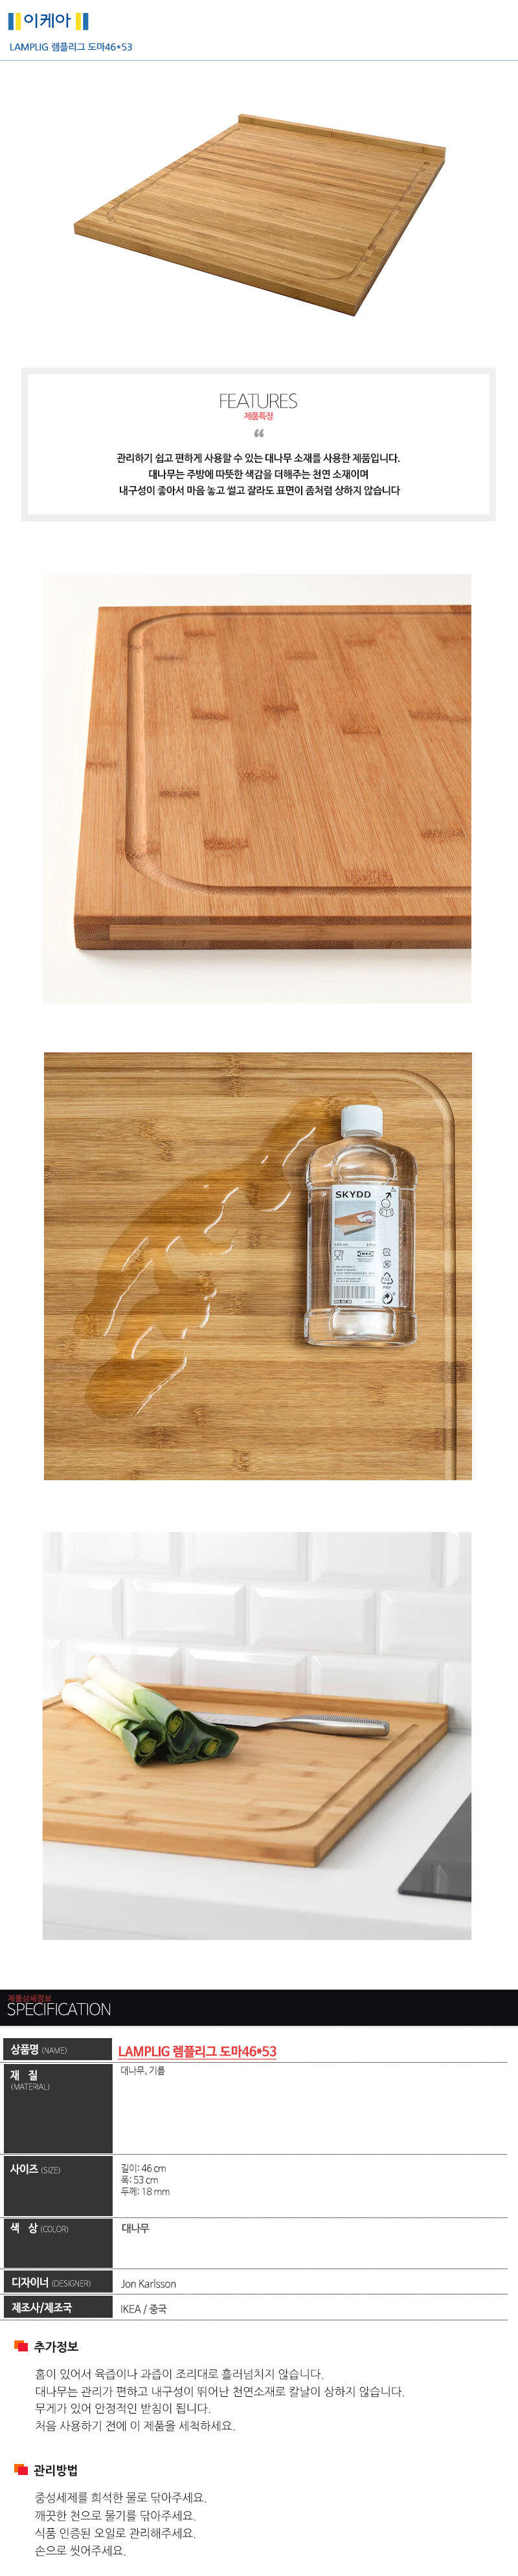 이케아
LAMPLIG 렘플리그 도마46*53
FEATURES
제품특징
“
관리하기 쉽고 편하게 사용할 수 있는 대나무 소재를 사용한 제품입니다.
대나무는 주방에 따뜻한 색감을 더해주는 천연 소재이며
내구성이 좋아서 마음 놓고 썰고 잘라도 표면이 좀처럼 상하지 않습니다
SKYDD
제품상세정보
SPECIFICATION
상품명 (NAME) LAMPLIG 렘플리그 도마46*53
재 질 대나무, 기름
(MATERIAL)
사이즈 (SIZE) 길이: 46 cm
폭: 53 cm
두께: 18 mm
색 상 (COLOR) 대나무
디자이너 (DESIGNER) Jon Karlsson
제조사/제조국 IKEA / 중국
추가정보
홈이 있어서 육즙이나 과즙이 조리대로 흘러넘치지 않습니다.
대나무는 관리가 편하고 내구성이 뛰어난 천연소재로 칼날이 상하지 않습니다.
무게가 있어 안정적인 받침이 됩니다.
처음 사용하기 전에 이 제품을 세척하세요.
관리방법
중성세제를 희석한 물로 닦아주세요.
깨끗한 천으로 물기를 닦아주세요.
식품 인증된 오일로 관리해주세요.
손으로 씻어주세요.